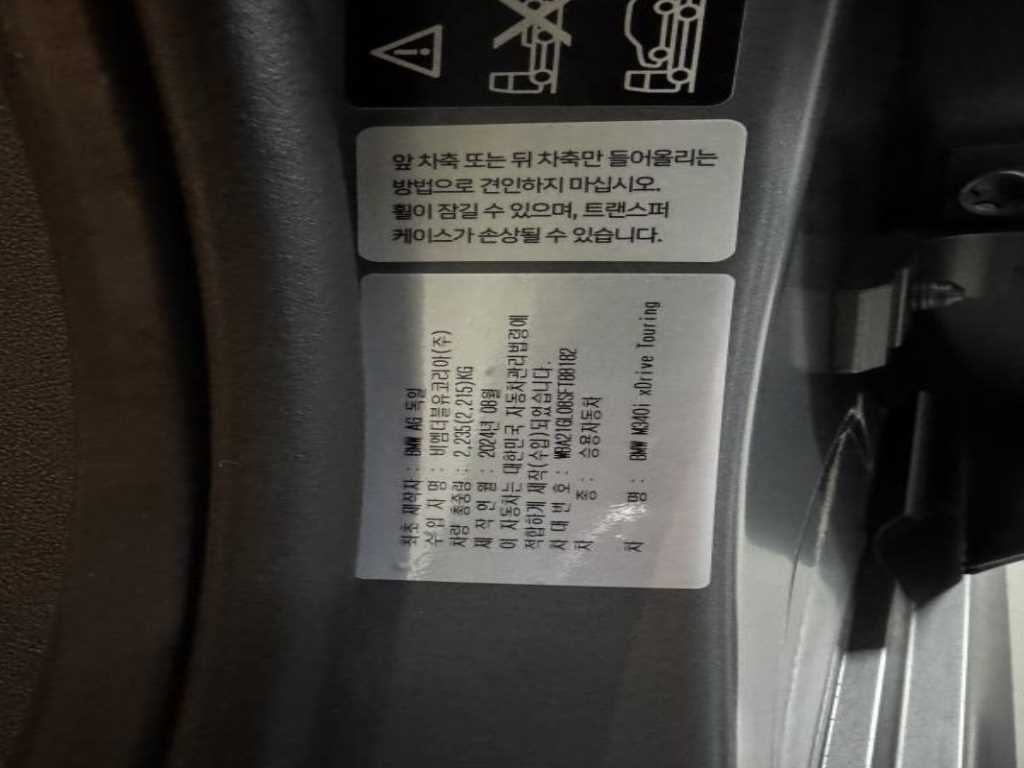 앞 차축 또는 뒤 차축만 들어올리는
방법으로 견인하지 마십시오.
휠이 잠길 수 있으며, 트랜스퍼
케이스가 손상될 수 있습니다.
최초 제작자 : BMW AG 독일
수입 자 명 : 비엠더블유코리아(주)
차량 총중량 : 2,235(2,215)KG
제 작 연 월 : 2024년 08월
이 자동차는 대한민국 자동차관리법령에
적합하게 제작(수입)되었습니다.
차 대 번 호 :
차 종 : 승용자동차
차 명 : BMW M340i xDrive Touring